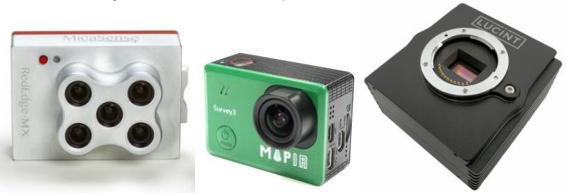 MicaSense
RedEdge-MX
Survey3
MAPIR
LUCINT